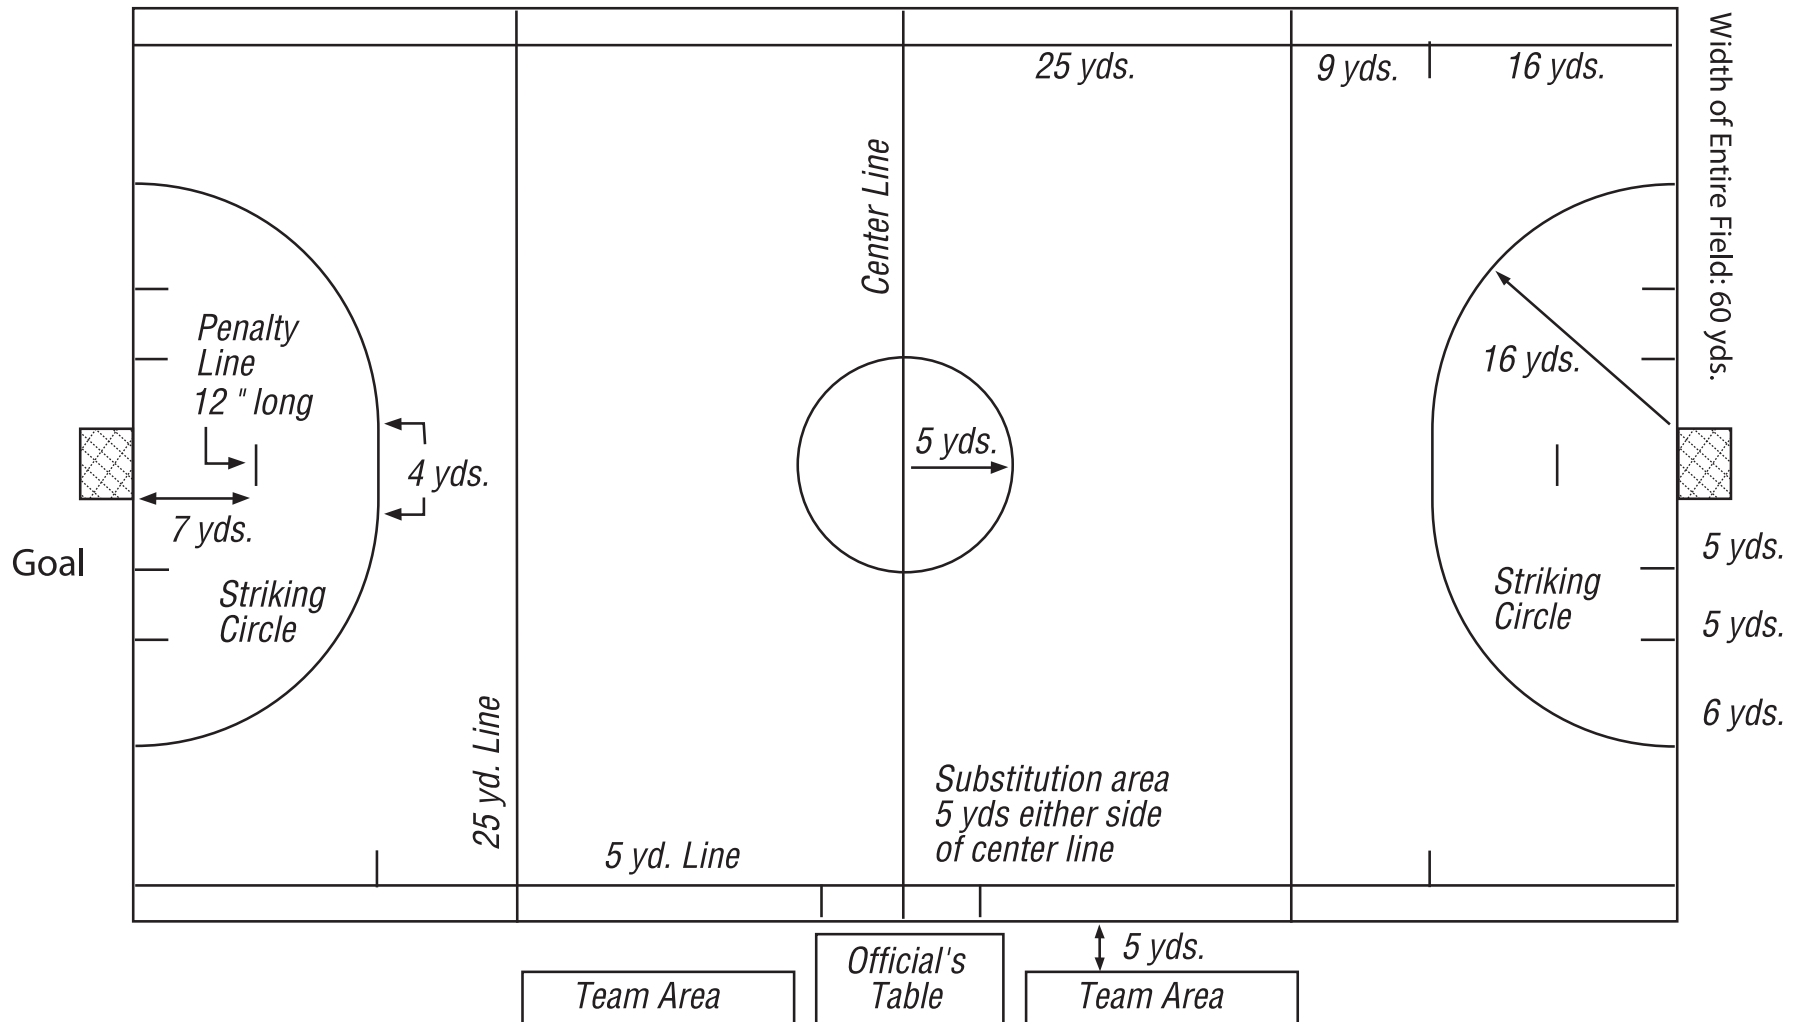 25 yds.
9 yds.
16 yds.
Width of Entire Field: 60 yds.
Center Line
Penalty
Line
12 " long
16 yds.
5 yds.
4 yds.
7 yds.
Goal
Striking
Circle
Striking
Circle
5 yds.
5 yds.
6 yds.
25 yd. Line
5 yd. Line
Substitution area
5 yds either side
of center line
5 yds.
Team Area
Official's
Table
Team Area